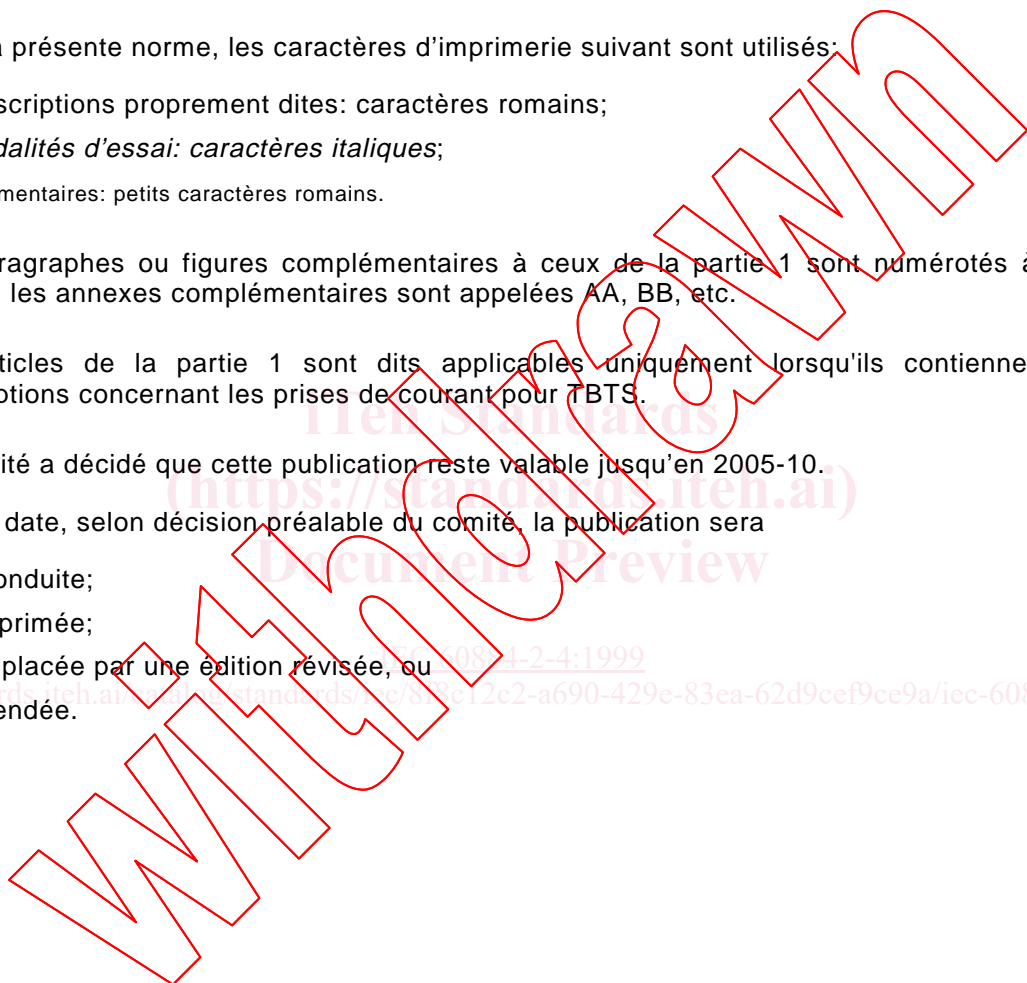 présente norme, les caractères d’imprimerie suivant sont utilisés:
scriptions proprement dites: caractères romains;
dalités d’essai: caractères italiques;
mentaires: petits caractères romains.
ragraphes ou figures complémentaires à ceux de la partie 1 sont numérotés à
les annexes complémentaires sont appelées AA, BB, etc.
ticles de la partie 1 sont dits applicables uniquement lorsqu'ils contienne
otions concernant les prises de courant pour TBTS.
iTeh Standards
ité a décidé que cette publication reste valable jusqu’en 2005-10.
(https://standards.iteh.ai)
date, selon décision préalable du comité, la publication sera
Document Preview
onduite;
primée;
placée par une édition révisée, ou
IEC 60884-2-4:1999
rds.iteh.ai/catalog/standards/iec/8f8c12c2-a690-429e-83ea-62d9cef9ce9a/iec-608
endée.
withdrawn